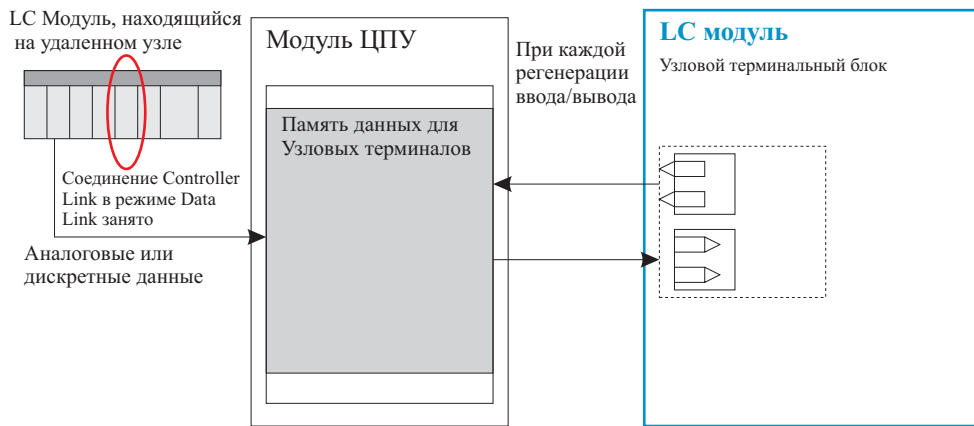 LC Модуль, находящийся
на удаленном узле
Соединение Controller
Link в режиме Data
Link занято
Аналоговые или
дискретные данные
Модуль ЦПУ
Память данных для
Узловых терминалов
При каждой
регенерации
ввода/вывода
LC модуль
Узловой терминальный блок